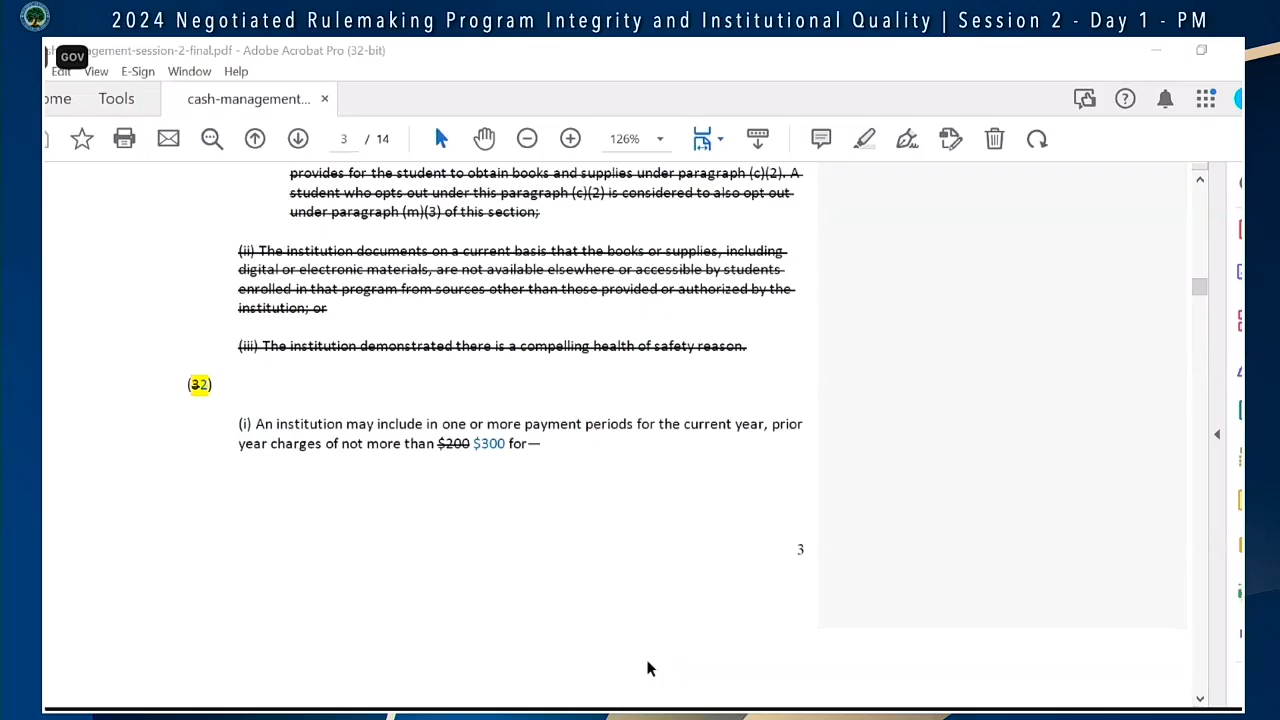 2024 Negotiated Rulemaking Program Integrity and Institutional Quality | Session 2 - Day 1 - PM
GOV
agement-session-2-final.pdf - Adobe Acrobat Pro (32-bit)
Edit View E-Sign Window Help
ome Tools cash-management... ×
3 / 14 126%
provides for the student to obtain books and supplies under paragraph (c)(2). A
student who opts out under this paragraph (c)(2) is considered to also opt out
under paragraph (m)(3) of this section;
(ii) The institution documents on a current basis that the books or supplies, including
digital or electronic materials, are not available elsewhere or accessible by students
enrolled in that program from sources other than those provided or authorized by the
institution; or
(iii) The institution demonstrated there is a compelling health of safety reason.
(32)
(i) An institution may include in one or more payment periods for the current year, prior
year charges of not more than $200 $300 for—
3